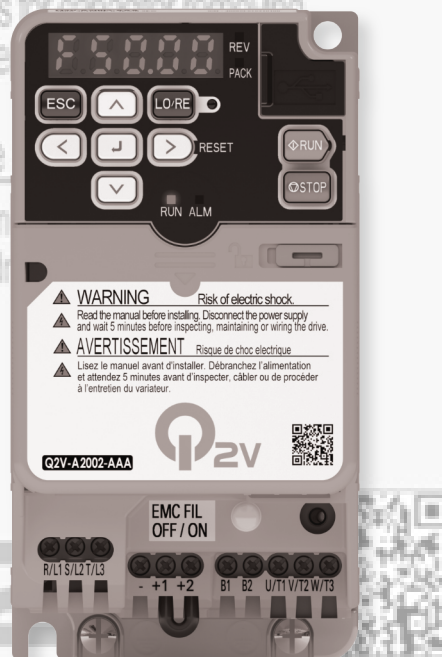 F50.00
REV
PACK
ESC
LO/RE
RESET
RUN
STOP
RUN ALM
WARNING Risk of electric shock.
Read the manual before installing. Disconnect the power supply
and wait 5 minutes before inspecting, maintaining or wiring the drive.
AVERTISSEMENT Risque de choc electrique
Lisez le manuel avant d'installer. Débranchez l'alimentation
et attendez 5 minutes avant d'inspecter, câbler ou de procéder
à l'entretien du variateur.
Q2V
Q2V-A2002-AAA
EMC FIL
OFF / ON
R/L1 S/L2 T/L3
- +1 +2 B1 B2 U/T1 V/T2 W/T3